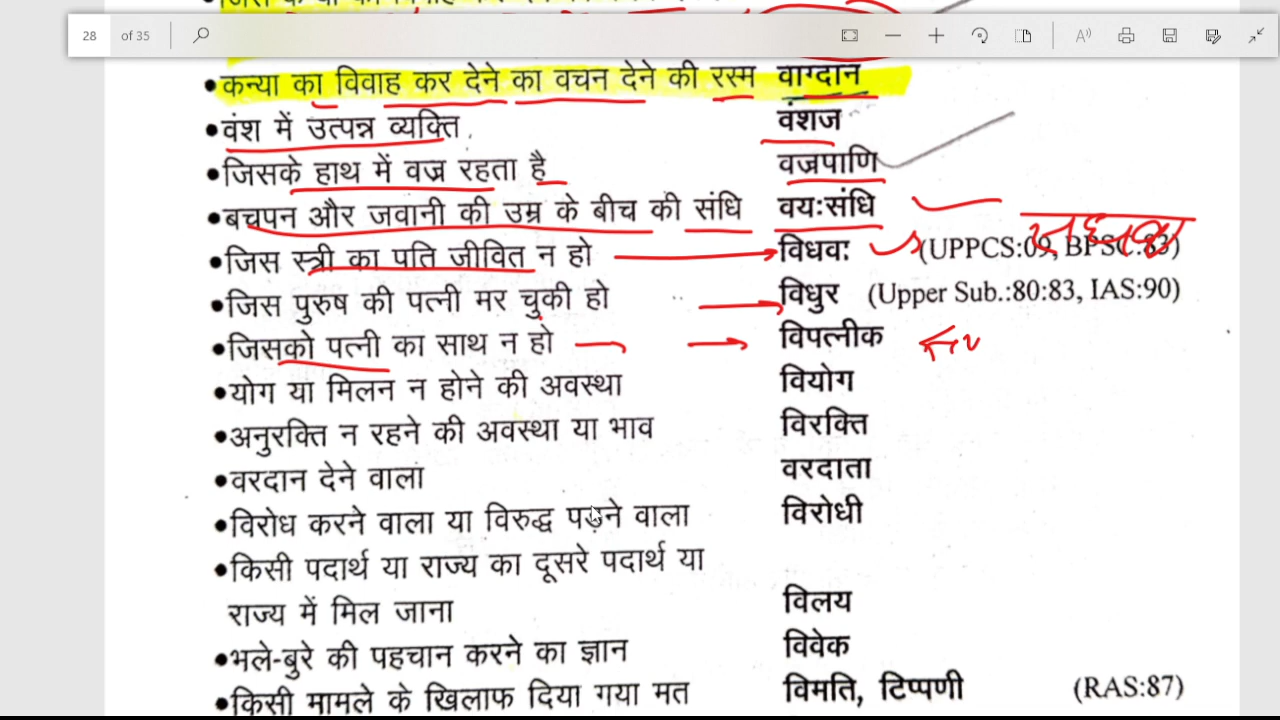 28 of 35
•कन्या का विवाह कर देने का वचन देने की रस्म वाग्दान
•वंश में उत्पन्न व्यक्ति वंशज
•जिसके हाथ में वज्र रहता है वज्रपाणि
•बचपन और जवानी की उम्र के बीच की संधि वयःसंधि
•जिस स्त्री का पति जीवित न हो विधवः (UPPCS:09, BPSC:83)
•जिस पुरुष की पत्नी मर चुकी हो विधुर (Upper Sub.:80:83, IAS:90)
•जिसको पत्नी का साथ न हो विपत्नीक
•योग या मिलन न होने की अवस्था वियोग
•अनुरक्ति न रहने की अवस्था या भाव विरक्ति
•वरदान देने वाला वरदाता
•विरोध करने वाला या विरुद्ध पड़ने वाला विरोधी
•किसी पदार्थ या राज्य का दूसरे पदार्थ या
राज्य में मिल जाना विलय
•भले-बुरे की पहचान करने का ज्ञान विवेक
•किसी मामले के खिलाफ दिया गया मत विमति, टिप्पणी (RAS:87)